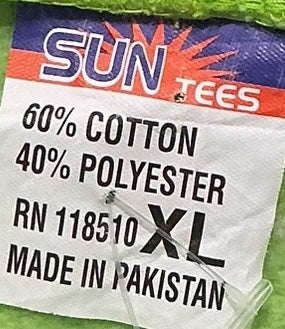 SUN TEES
60% COTTON
40% POLYESTER
RN 118510 XL
MADE IN PAKISTAN